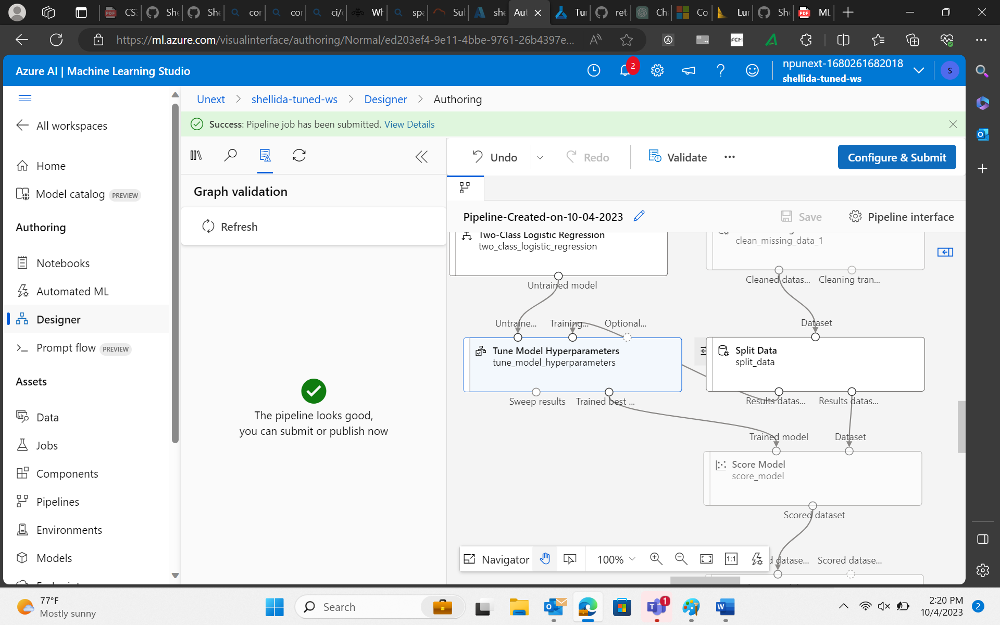 CS
She
She
cor
cor
ci/c
Wh
spa
Sul
she
Aut
Tur
ret
Cha
Co
Lur
She
ML
https://ml.azure.com/visualinterface/authoring/Normal/ed203ef4-9e11-4bbe-9761-26b4397e...
Azure AI | Machine Learning Studio
2
npunext-1680261682018
shellida-tuned-ws
S
Unext > shellida-tuned-ws > Designer > Authoring
Success: Pipeline job has been submitted. View Details
All workspaces
Home
Model catalog PREVIEW
Authoring
Notebooks
Automated ML
Designer
Prompt flow PREVIEW
Assets
Data
Jobs
Components
Pipelines
Environments
Models
Graph validation
Refresh
The pipeline looks good,
you can submit or publish now
Undo
Redo
Validate
Configure & Submit
Pipeline-Created-on-10-04-2023
Save
Pipeline interface
Two-Class Logistic Regression
two_class_logistic_regression
Untrained model
clean_missing_data_1
Cleaned datas...
Cleaning tran...
Untraine...
Training...
Optional...
Dataset
Tune Model Hyperparameters
tune_model_hyperparameters
Sweep results
Trained best ...
Split Data
split_data
Results datas...
Results datas...
Trained model
Dataset
Score Model
score_model
Scored dataset
Navigator
100%
1:1
d datase...
Scored datase...
77°F
Mostly sunny
Search
1
2:20 PM
10/4/2023
2